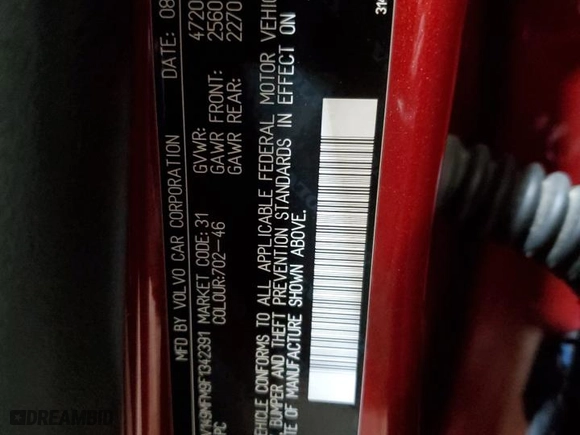 MFD BY VOLVO CAR CORPORATION DATE: 08
GVWR: 4720
GAWR FRONT: 2560
GAWR REAR: 2270
MARKET CODE: 31
COLOUR:702-46
PC
VEHICLE CONFORMS TO ALL APPLICABLE FEDERAL MOTOR VEHIC
BUMPER AND THEFT PREVENTION STANDARDS IN EFFECT ON
TE OF MANUFACTURE SHOWN ABOVE.
314
DREAMBID